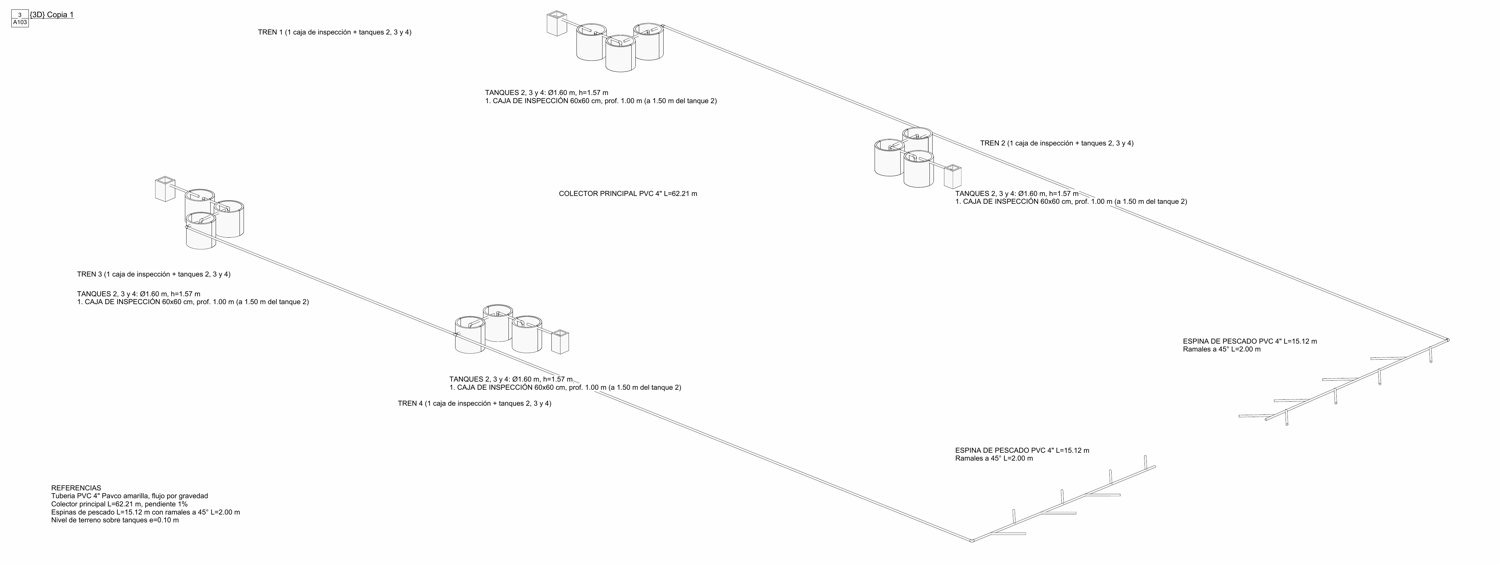 3
A103
{3D} Copia 1
TREN 1 (1 caja de inspección + tanques 2, 3 y 4)
TANQUES 2, 3 y 4: Ø1.60 m, h=1.57 m
1. CAJA DE INSPECCIÓN 60x60 cm, prof. 1.00 m (a 1.50 m del tanque 2)
TREN 2 (1 caja de inspección + tanques 2, 3 y 4)
TANQUES 2, 3 y 4: Ø1.60 m, h=1.57 m
1. CAJA DE INSPECCIÓN 60x60 cm, prof. 1.00 m (a 1.50 m del tanque 2)
COLECTOR PRINCIPAL PVC 4" L=62.21 m
TREN 3 (1 caja de inspección + tanques 2, 3 y 4)
TANQUES 2, 3 y 4: Ø1.60 m, h=1.57 m
1. CAJA DE INSPECCIÓN 60x60 cm, prof. 1.00 m (a 1.50 m del tanque 2)
ESPINA DE PESCADO PVC 4" L=15.12 m
Ramales a 45° L=2.00 m
TANQUES 2, 3 y 4: Ø1.60 m, h=1.57 m
1. CAJA DE INSPECCIÓN 60x60 cm, prof. 1.00 m (a 1.50 m del tanque 2)
TREN 4 (1 caja de inspección + tanques 2, 3 y 4)
ESPINA DE PESCADO PVC 4" L=15.12 m
Ramales a 45° L=2.00 m
REFERENCIAS
Tuberia PVC 4" Pavco amarilla, flujo por gravedad
Colector principal L=62.21 m, pendiente 1%
Espinas de pescado L=15.12 m con ramales a 45° L=2.00 m
Nivel de terreno sobre tanques e=0.10 m